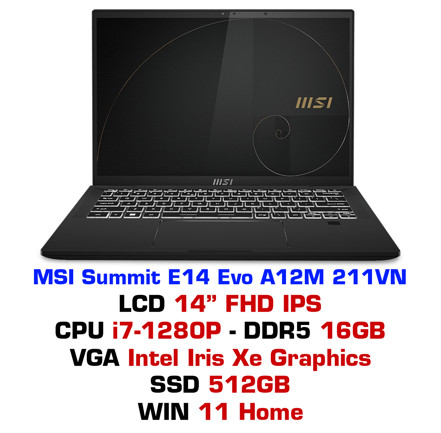 msi
msi
MSI Summit E14 Evo A12M 211VN
LCD 14” FHD IPS
CPU i7-1280P - DDR5 16GB
VGA Intel Iris Xe Graphics
SSD 512GB
WIN 11 Home